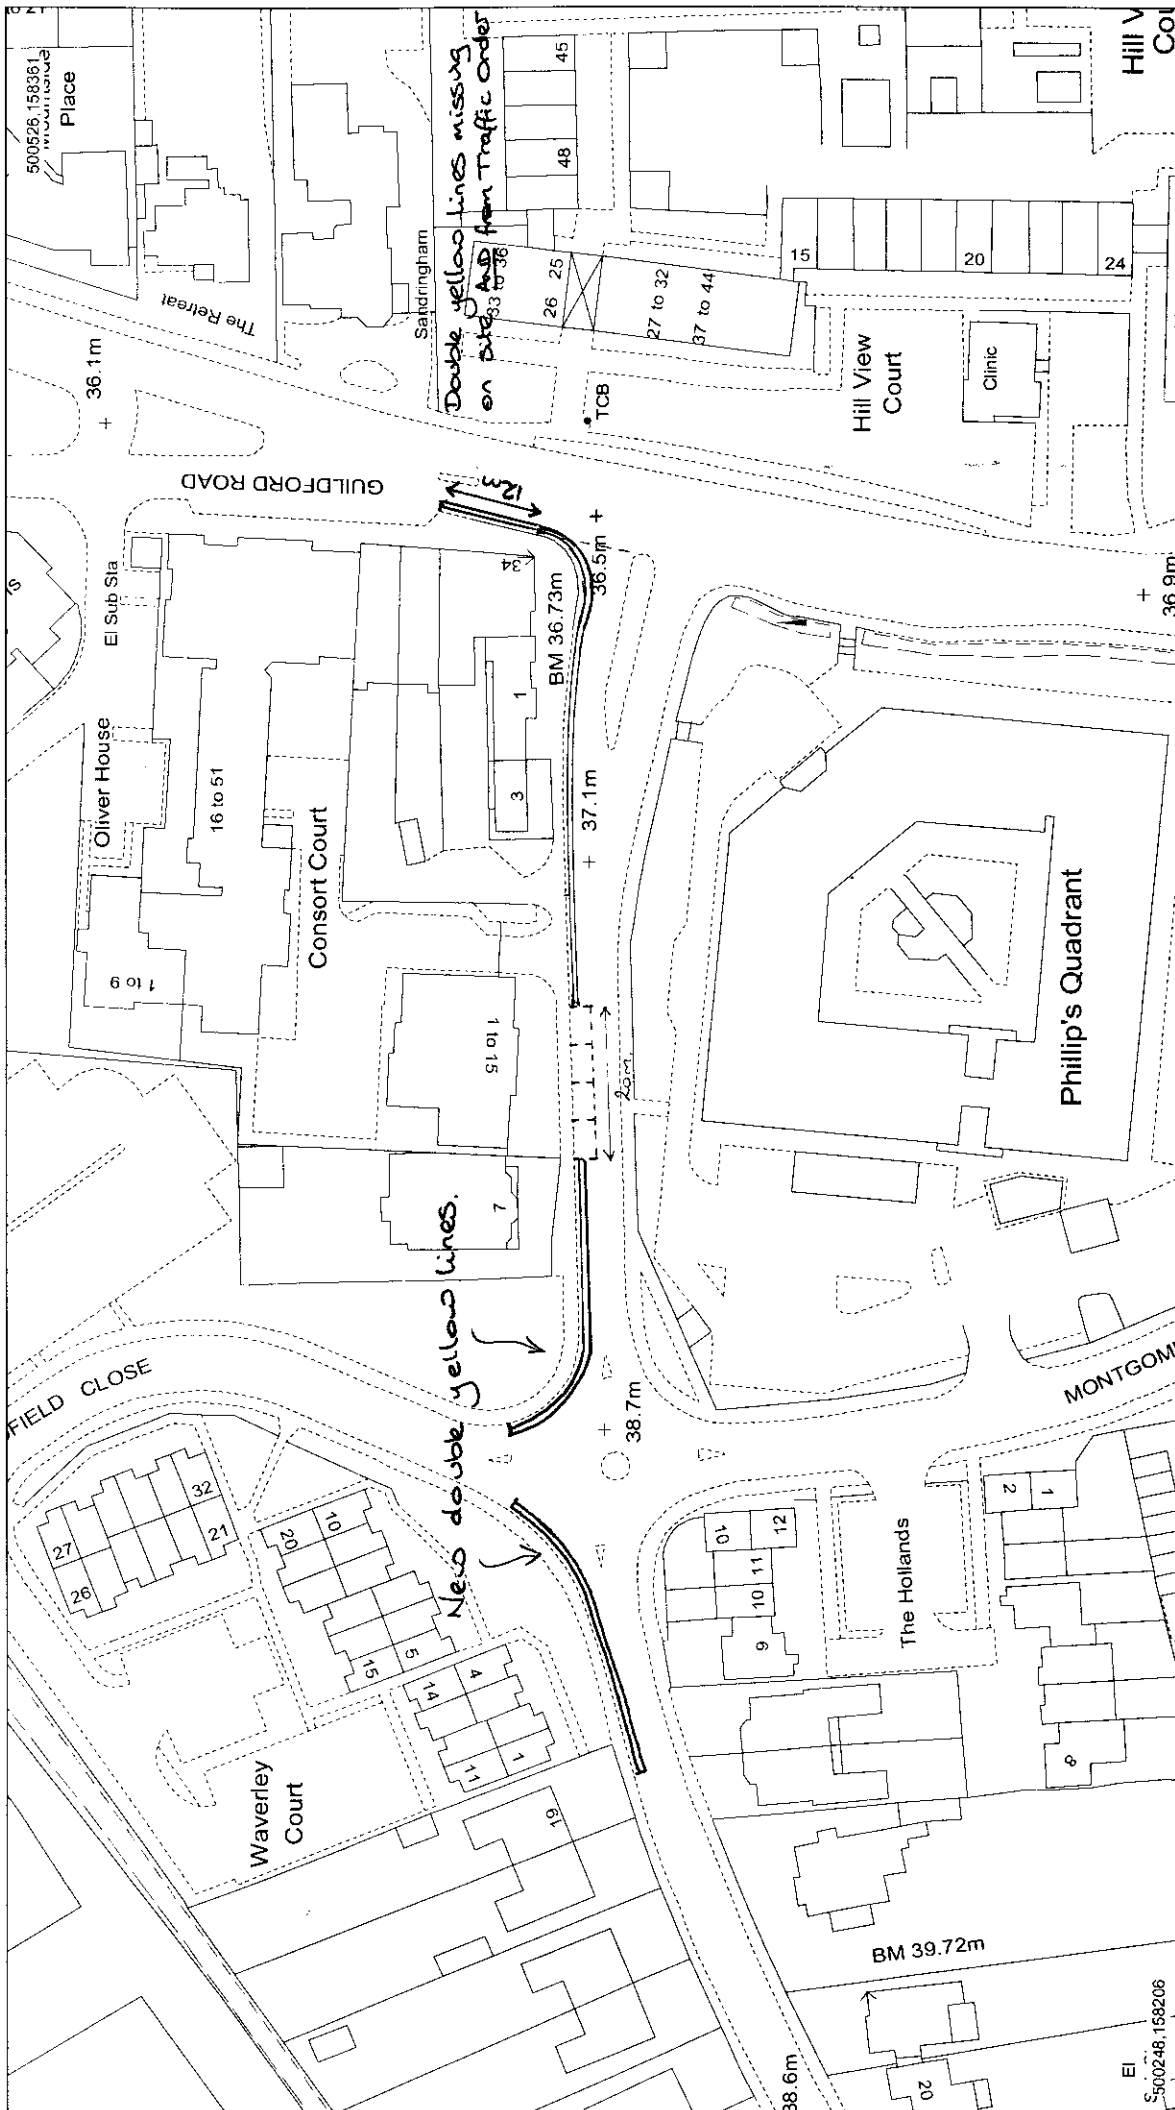 500526,158361
Place
The Retreat
36.1m
Sandringham
Double yellow lines missing
on site AND from Traffic Order
33 to 36
45
48
25
26
27 to 32
37 to 44
15
20
24
Hill View
Court
Clinic
TCB
GUILDFORD ROAD
12m
El Sub Sta
34
BM 36.73m
36.5m
36.9m
Oliver House
16 to 51
1
3
37.1m
Consort Court
1 to 9
1 to 15
20m
Phillip's Quadrant
7
New double yellow lines.
FIELD CLOSE
38.7m
MONTGOM
32
27
21
26
20
10
5
15
4
14
1
11
12
10
11
10
9
The Hollands
2
1
8
Waverley
Court
19
BM 39.72m
38.6m
20
El
500248,158206